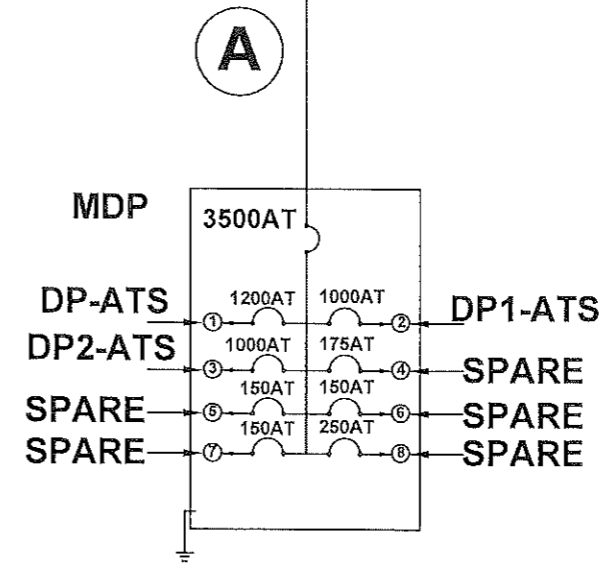 A
MDP
3500AT
DP-ATS 1200AT 1000AT DP1-ATS
1 2
DP2-ATS 1000AT 175AT
3 4 SPARE
SPARE 150AT 150AT
5 6 SPARE
SPARE 150AT 250AT SPARE
7 8